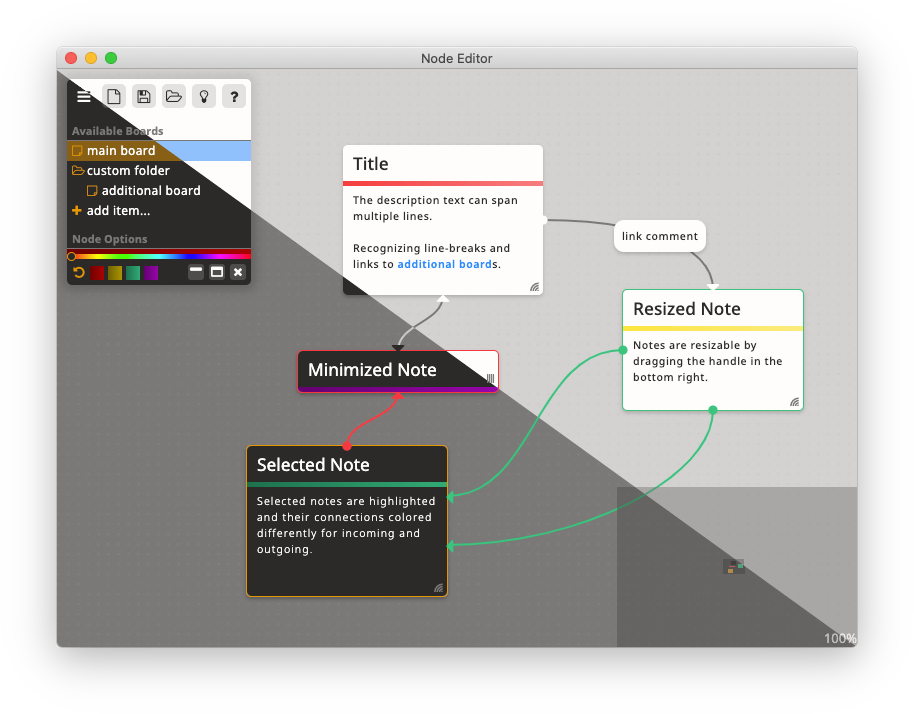 Node Editor
?
Available Boards
main board
custom folder
additional board
add item...
Node Options
Title
The description text can span
multiple lines.
Recognizing line-breaks and
links to additional boards.
link comment
Resized Note
Notes are resizable by
dragging the handle in the
bottom right.
Minimized Note
Selected Note
Selected notes are highlighted
and their connections colored
differently for incoming and
outgoing.
100%